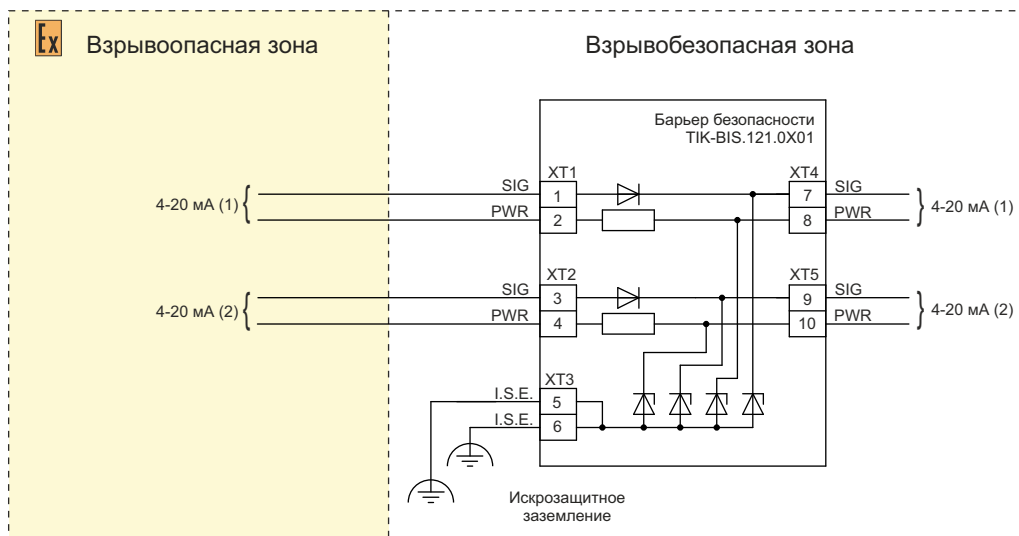 Ex Взрывоопасная зона
Взрывобезопасная зона
Барьер безопасности
TIK-BIS.121.0X01
XT1
XT4
4-20 мА (1)
SIG
1
7
SIG
4-20 мА (1)
PWR
2
8
PWR
XT2
XT5
4-20 мА (2)
SIG
3
9
SIG
4-20 мА (2)
PWR
4
10
PWR
XT3
I.S.E.
5
I.S.E.
6
Искрозащитное
заземление